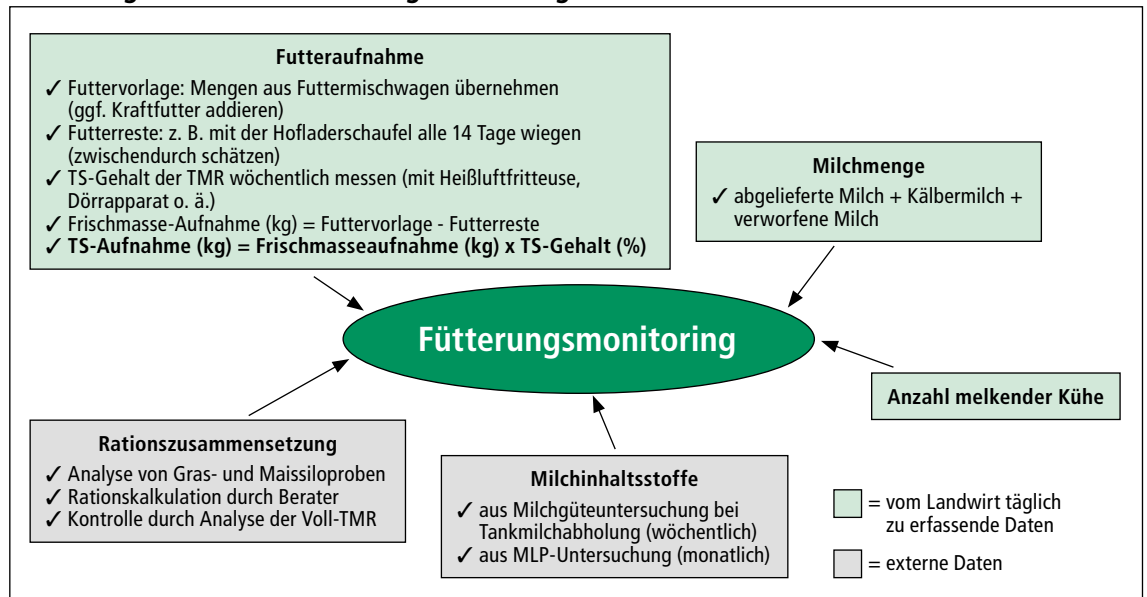 Futteraufnahme
✓ Futtervorlage: Mengen aus Futtermischwagen übernehmen
(ggf. Kraftfutter addieren)
✓ Futterreste: z. B. mit der Hofladerschaufel alle 14 Tage wiegen
(zwischendurch schätzen)
✓ TS-Gehalt der TMR wöchentlich messen (mit Heißluftfritteuse,
Dörrapparat o. ä.)
✓ Frischmasse-Aufnahme (kg) = Futtervorlage - Futterreste
✓ TS-Aufnahme (kg) = Frischmasseaufnahme (kg) x TS-Gehalt (%)
Milchmenge
✓ abgelieferte Milch + Kälbermilch +
verworfene Milch
Fütterungsmonitoring
Anzahl melkender Kühe
Rationszusammensetzung
✓ Analyse von Gras- und Maissiloproben
✓ Rationskalkulation durch Berater
✓ Kontrolle durch Analyse der Voll-TMR
Milchinhaltsstoffe
✓ aus Milchgüteuntersuchung bei
Tankmilchabholung (wöchentlich)
✓ aus MLP-Untersuchung (monatlich)
= vom Landwirt täglich
zu erfassende Daten
= externe Daten